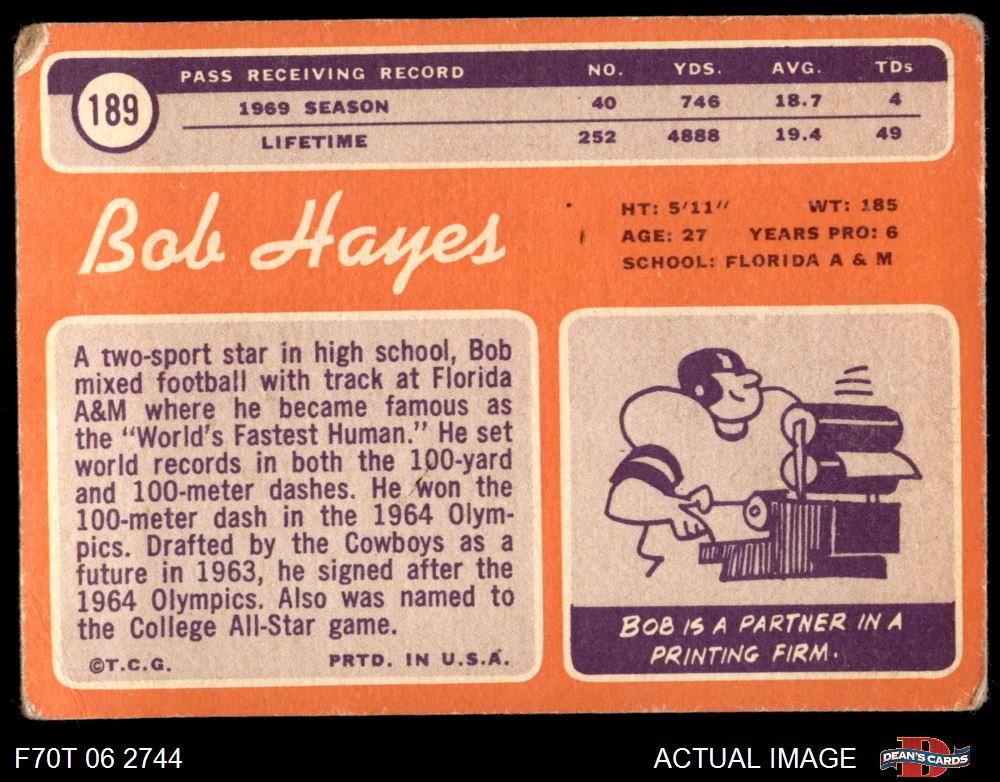 PASS RECEIVING RECORD NO. YDS. AVG. TDs
189
1969 SEASON 40 746 18.7 4
LIFETIME 252 4888 19.4 49
Bob Hayes
HT: 5'11" WT: 185
AGE: 27 YEARS PRO: 6
SCHOOL: FLORIDA A & M
A two-sport star in high school, Bob
mixed football with track at Florida
A&M where he became famous as
the "World's Fastest Human." He set
world records in both the 100-yard
and 100-meter dashes. He won the
100-meter dash in the 1964 Olym-
pics. Drafted by the Cowboys as a
future in 1963, he signed after the
1964 Olympics. Also was named to
the College All-Star game.
©T.C.G. PRTD. IN U.S.A.
BOB IS A PARTNER IN A
PRINTING FIRM.
F70T 06 2744 ACTUAL IMAGE D DEAN'S CARDS